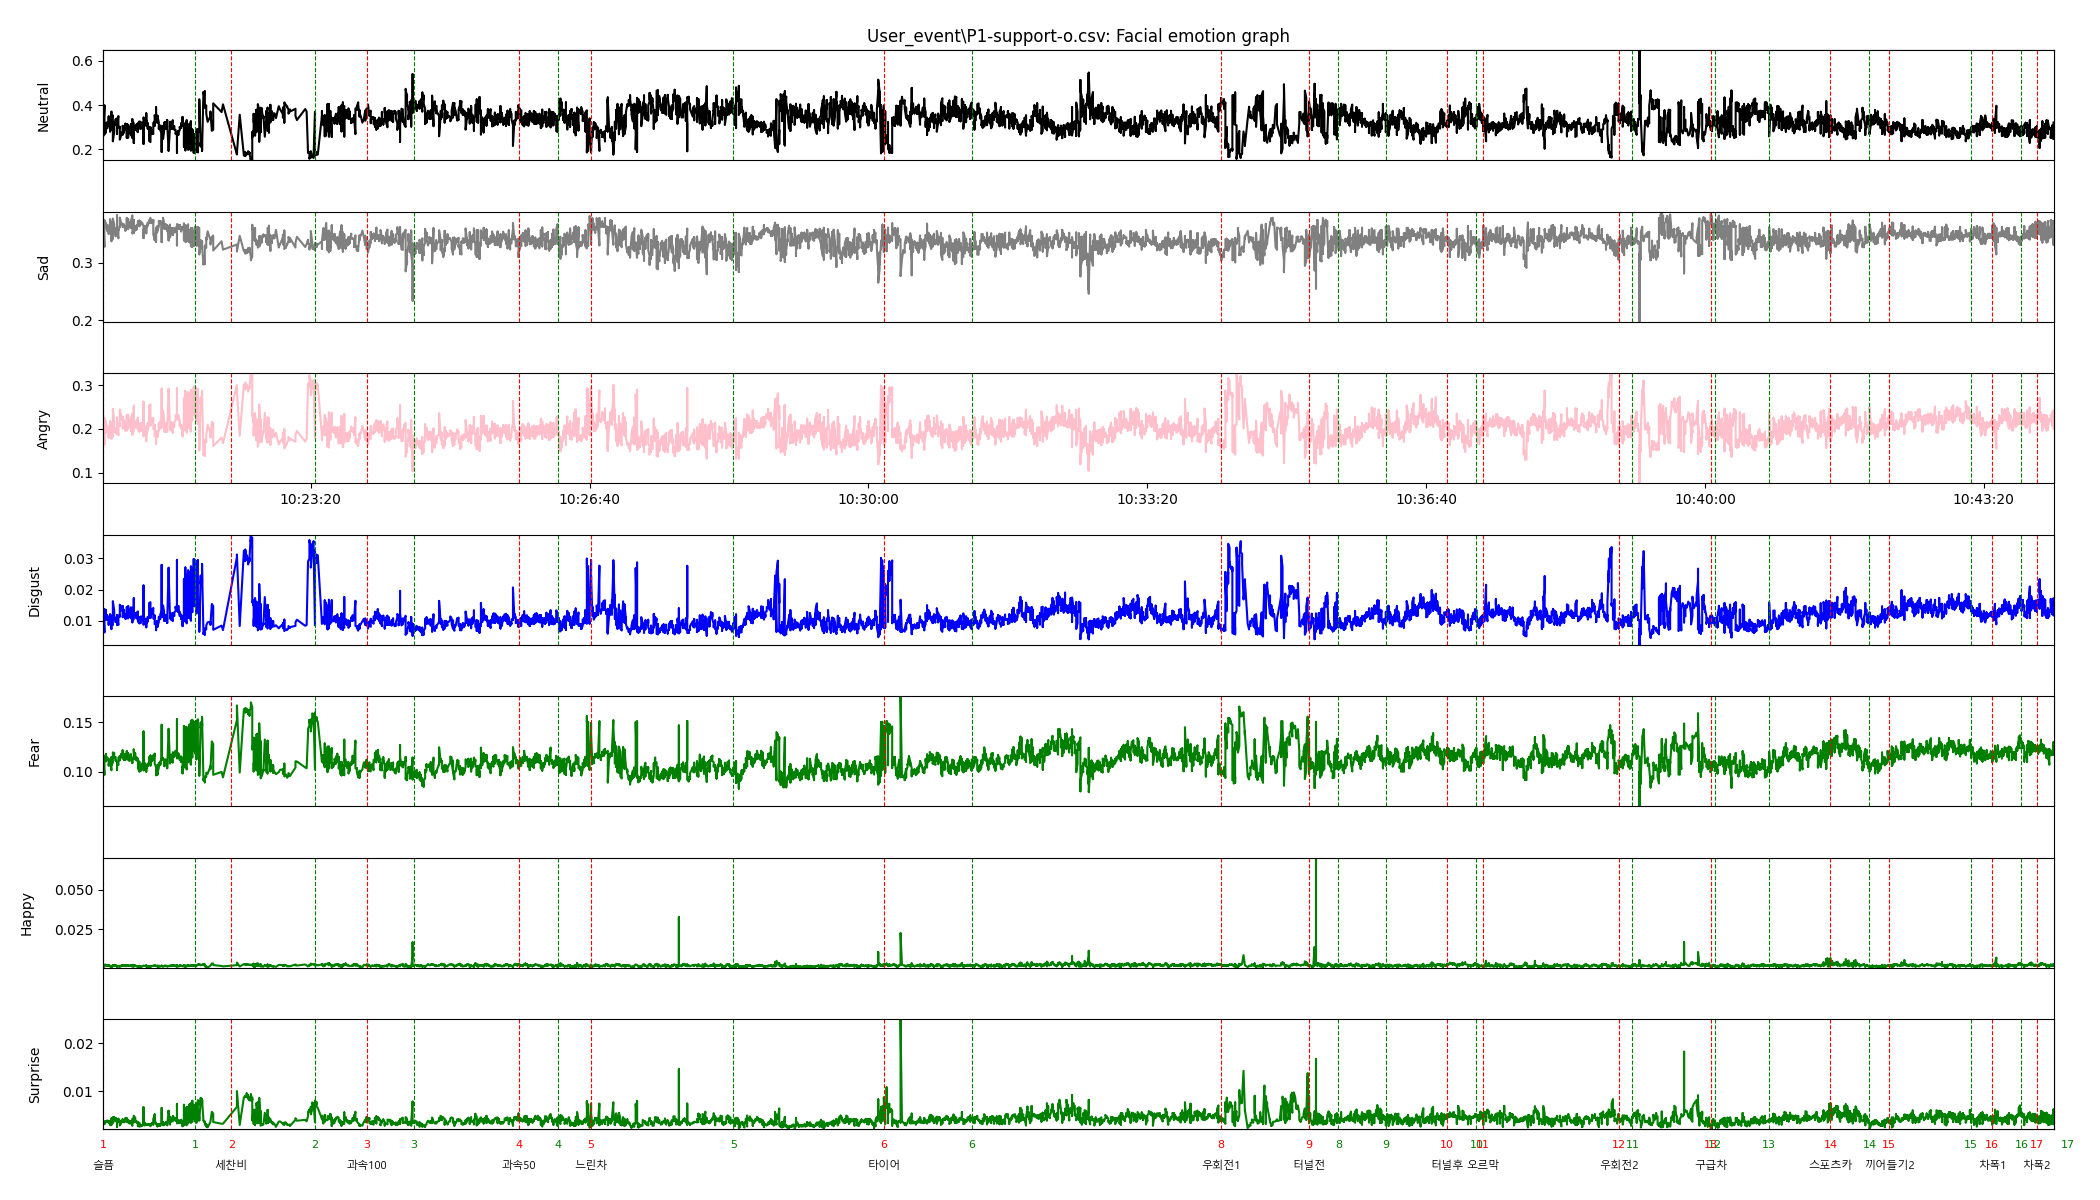 User_event\P1-support-o.csv: Facial emotion graph
Neutral
0.6
0.4
0.2
Sad
0.3
0.2
Angry
0.3
0.2
0.1
10:23:20 10:26:40 10:30:00 10:33:20 10:36:40 10:40:00 10:43:20
Disgust
0.03
0.02
0.01
Fear
0.15
0.10
Happy
0.050
0.025
Surprise
0.02
0.01
1 1 2 2 3 3 4 4 5 5 6 6 8 9 8 9 10 10 11 12 11 13 12 13 14 14 15 15 16 16 17 17
슬픔 세찬비 과속100 과속50 느린차 타이어 우회전1 터널전 터널후 오르막 우회전2 구급차 스포츠카 끼어들기2 차폭1 차폭2